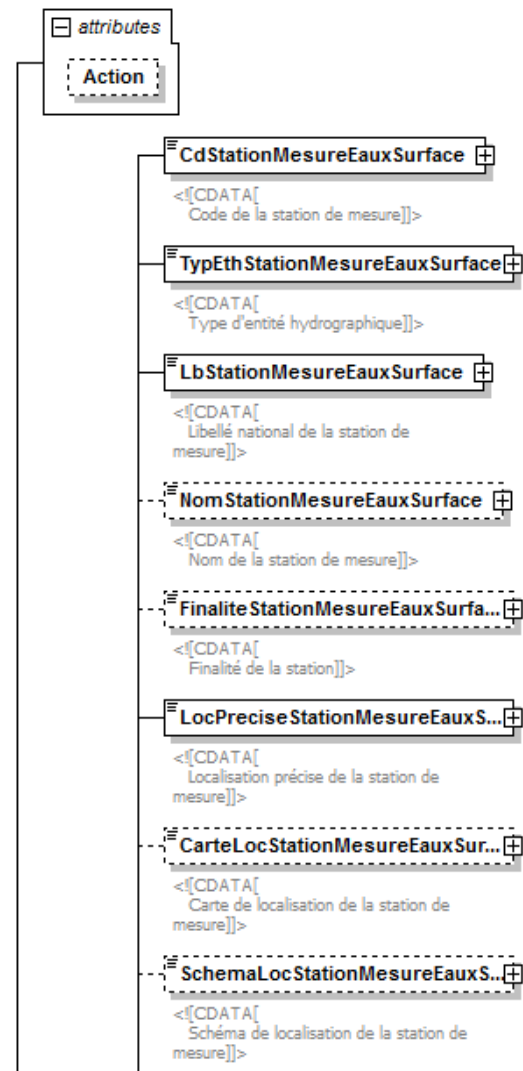 attributes
Action
CdStationMesureEauxSurface
<![CDATA[
Code de la station de mesure]]>
TypEthStationMesureEauxSurface
<![CDATA[
Type d'entité hydrographique]]>
LbStationMesureEauxSurface
<![CDATA[
Libellé national de la station de
mesure]]>
NomStationMesureEauxSurface
<![CDATA[
Nom de la station de mesure]]>
FinaliteStationMesureEauxSurfa...
<![CDATA[
Finalité de la station]]>
LocPreciseStationMesureEauxS...
<![CDATA[
Localisation précise de la station de
mesure]]>
CarteLocStationMesureEauxSur...
<![CDATA[
Carte de localisation de la station de
mesure]]>
SchemaLocStationMesureEauxS...
<![CDATA[
Schéma de localisation de la station de
mesure]]>